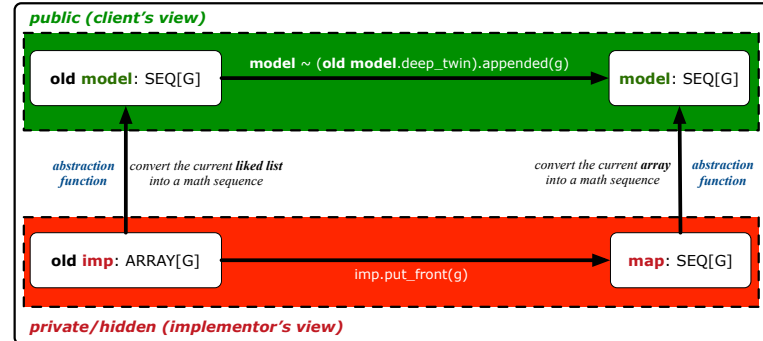 public (client's view)
old model: SEQ[G]
model ~ (old model.deep_twin).appended(g)
model: SEQ[G]
abstraction
function
convert the current liked list
into a math sequence
convert the current array
into a math sequence
abstraction
function
old imp: ARRAY[G]
imp.put_front(g)
map: SEQ[G]
private/hidden (implementor's view)